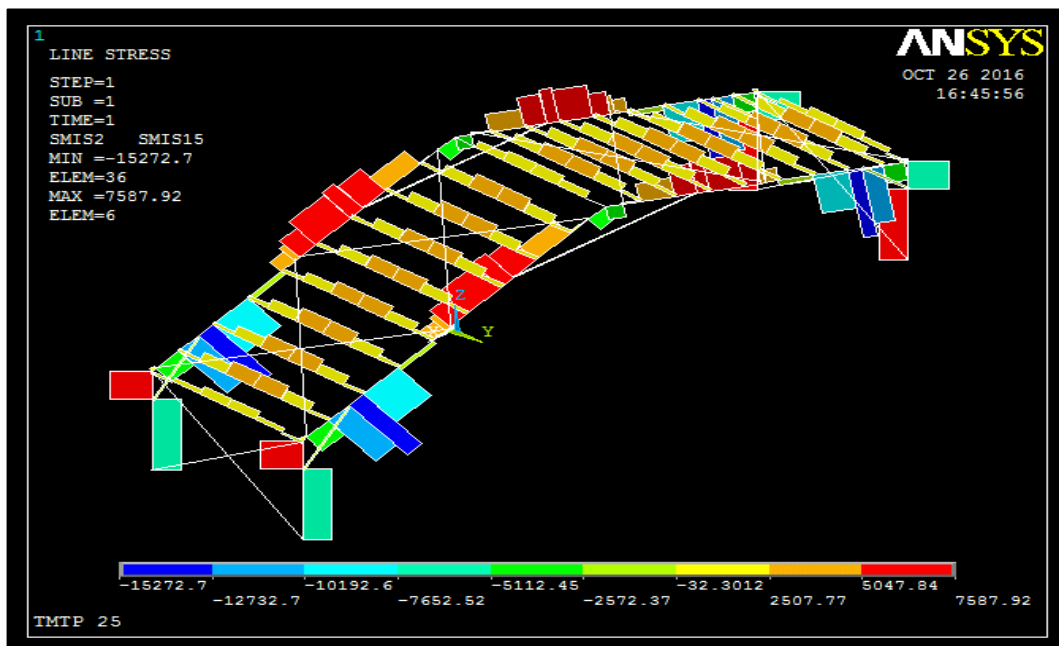 1
LINE STRESS
ANSYS
STEP=1
SUB =1
TIME=1
SMIS2 SMIS15
MIN =-15272.7
ELEM=36
MAX =7587.92
ELEM=6
OCT 26 2016
16:45:56
Z
Y
-15272.7 -10192.6 -5112.45 -32.3012 5047.84
-12732.7 -7652.52 -2572.37 2507.77 7587.92
TMTP 25